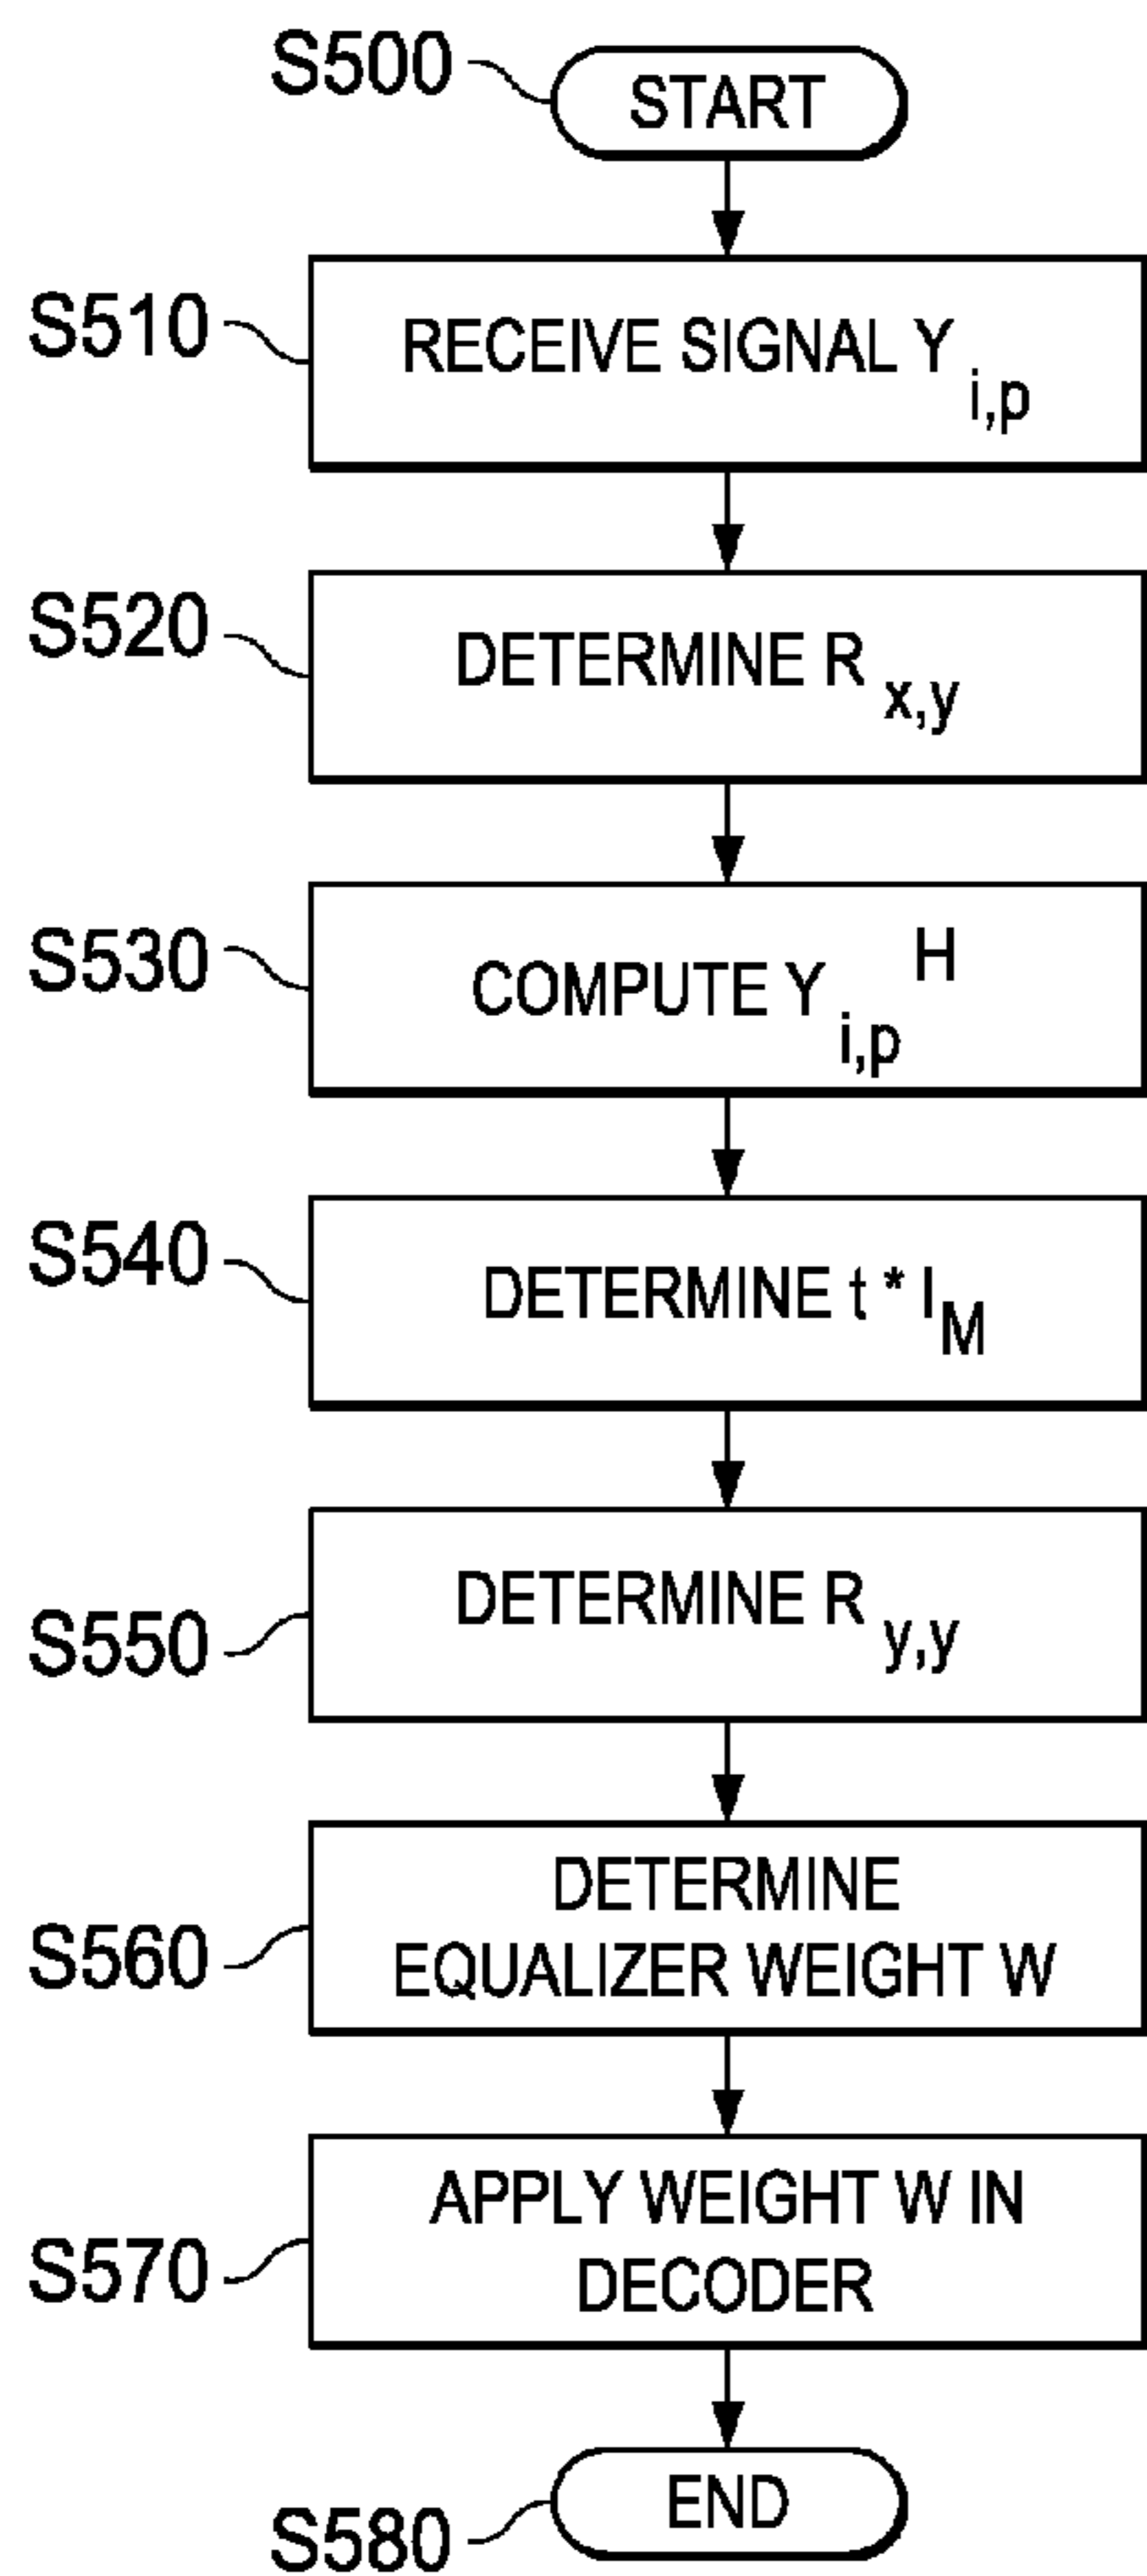 S500
START
S510
RECEIVE SIGNAL Y i,p
S520
DETERMINE R x,y
S530
COMPUTE Y i,p H
S540
DETERMINE t * I M
S550
DETERMINE R y,y
S560
DETERMINE
EQUALIZER WEIGHT W
S570
APPLY WEIGHT W IN
DECODER
S580
END